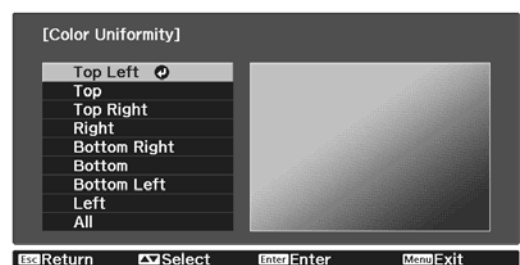 [Color Uniformity]
Top Left
Top
Top Right
Right
Bottom Right
Bottom
Bottom Left
Left
All
Esc Return Select Enter Enter Menu Exit